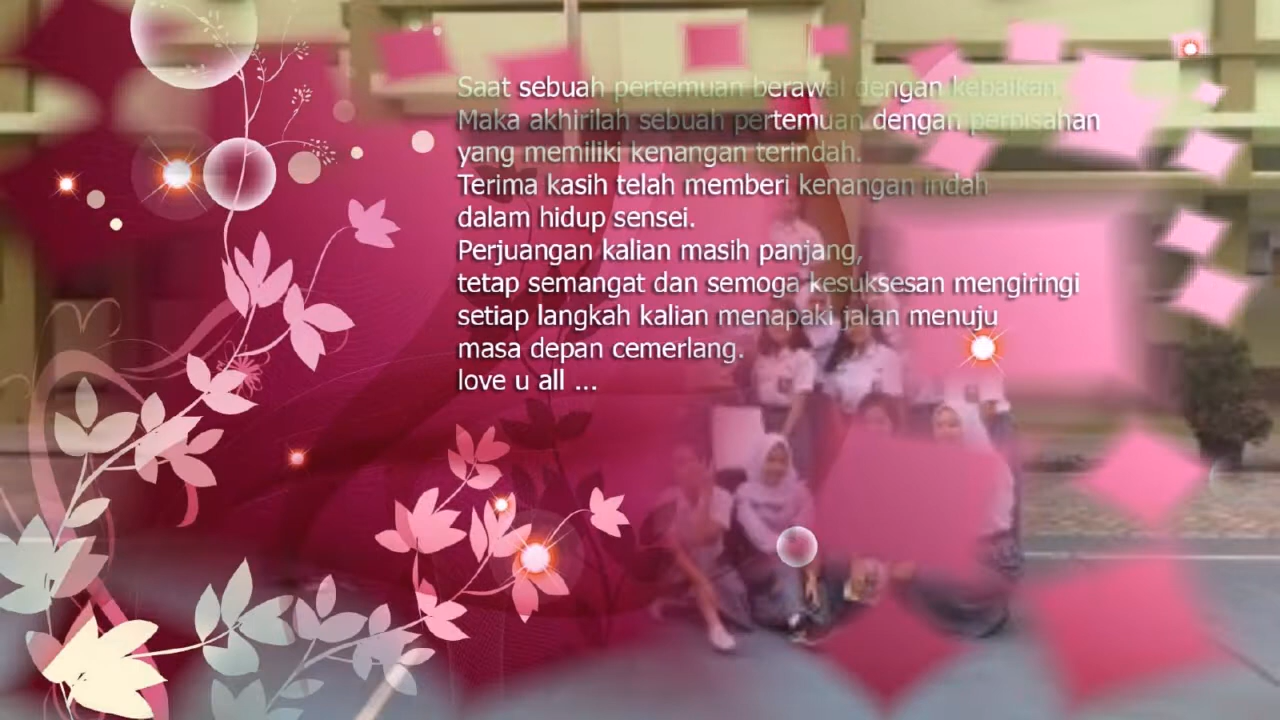 Saat sebuah pertemuan berawal dengan kebaikan
Maka akhirilah sebuah pertemuan dengan perpisahan
yang memiliki kenangan terindah.
Terima kasih telah memberi kenangan indah
dalam hidup sensei.
Perjuangan kalian masih panjang,
tetap semangat dan semoga kesuksesan mengiringi
setiap langkah kalian menapaki jalan menuju
masa depan cemerlang.
love u all ...